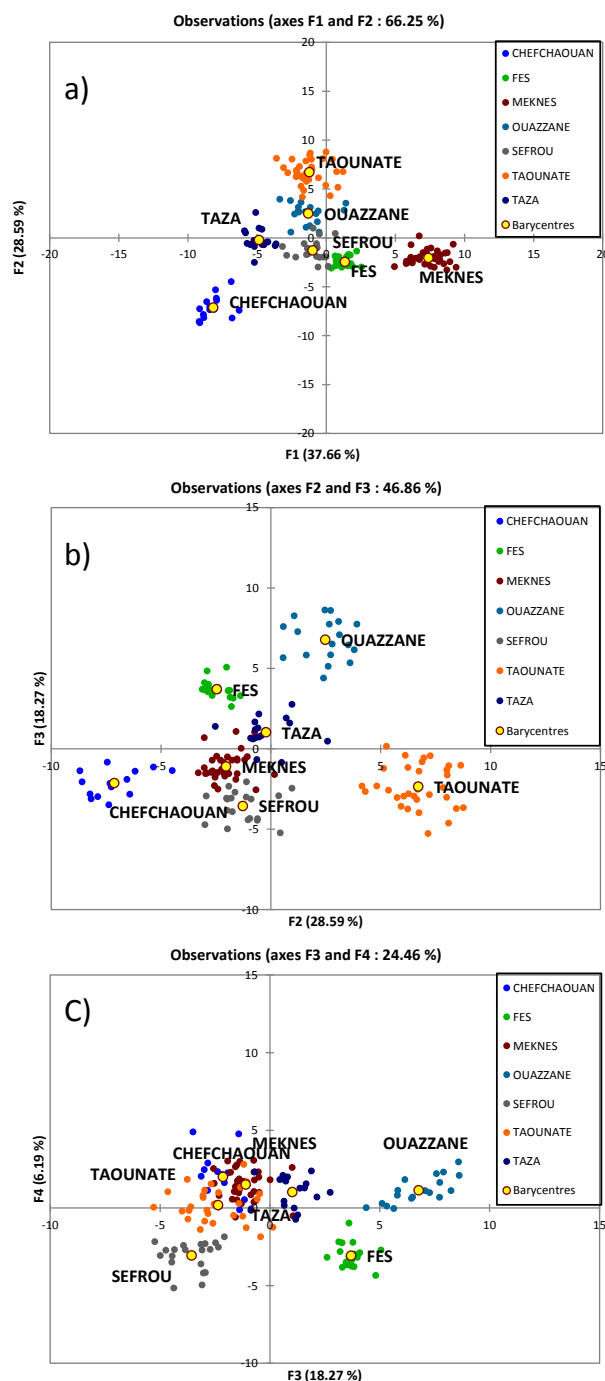 Observations (axes F1 and F2 : 66.25 %)
a)
20
15
10
5
0
-5
-10
-15
-20
-20
-15
-10
-5
0
5
10
15
20
F2 (28.59 %)
F1 (37.66 %)
TAOUNATE
OUAZZANE
TAZA
SEFROU
FES
MEKNES
CHEFCHAOUAN
CHEFCHAOUAN
FES
MEKNES
OUAZZANE
SEFROU
TAOUNATE
TAZA
Barycentres
Observations (axes F2 and F3 : 46.86 %)
b)
15
10
5
0
-5
-10
-10
-5
0
5
10
15
F3 (18.27 %)
F2 (28.59 %)
OUAZZANE
FES
TAZA
MEKNES
TAOUNATE
CHEFCHAOUAN
SEFROU
CHEFCHAOUAN
FES
MEKNES
OUAZZANE
SEFROU
TAOUNATE
TAZA
Barycentres
Observations (axes F3 and F4 : 24.46 %)
C)
15
10
5
0
-5
-10
-10
-5
0
5
10
15
F4 (6.19 %)
F3 (18.27 %)
MEKNES
OUAZZANE
CHEFCHAOUAN
TAOUNATE
TAZA
FES
SEFROU
CHEFCHAOUAN
FES
MEKNES
OUAZZANE
SEFROU
TAOUNATE
TAZA
Barycentres